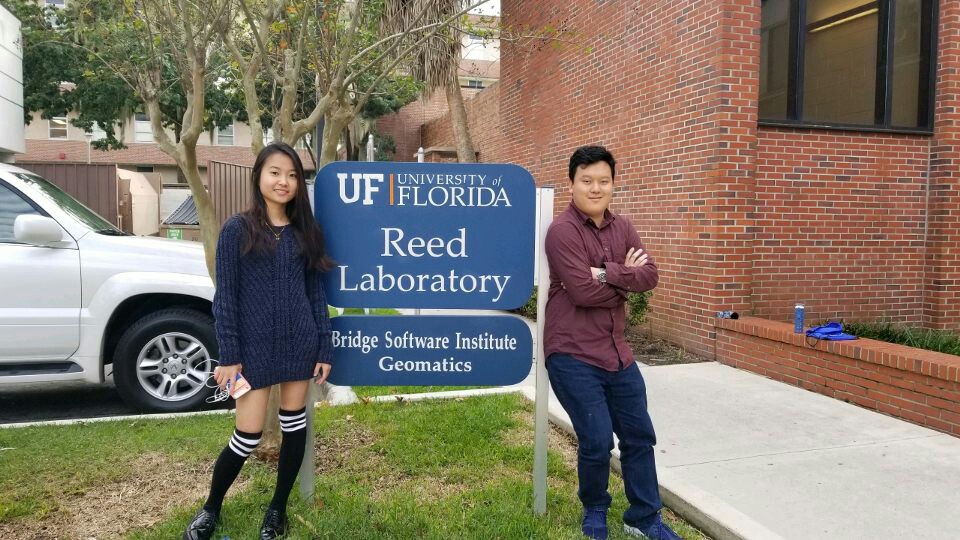 UF UNIVERSITY of
FLORIDA
Reed
Laboratory
Bridge Software Institute
Geomatics